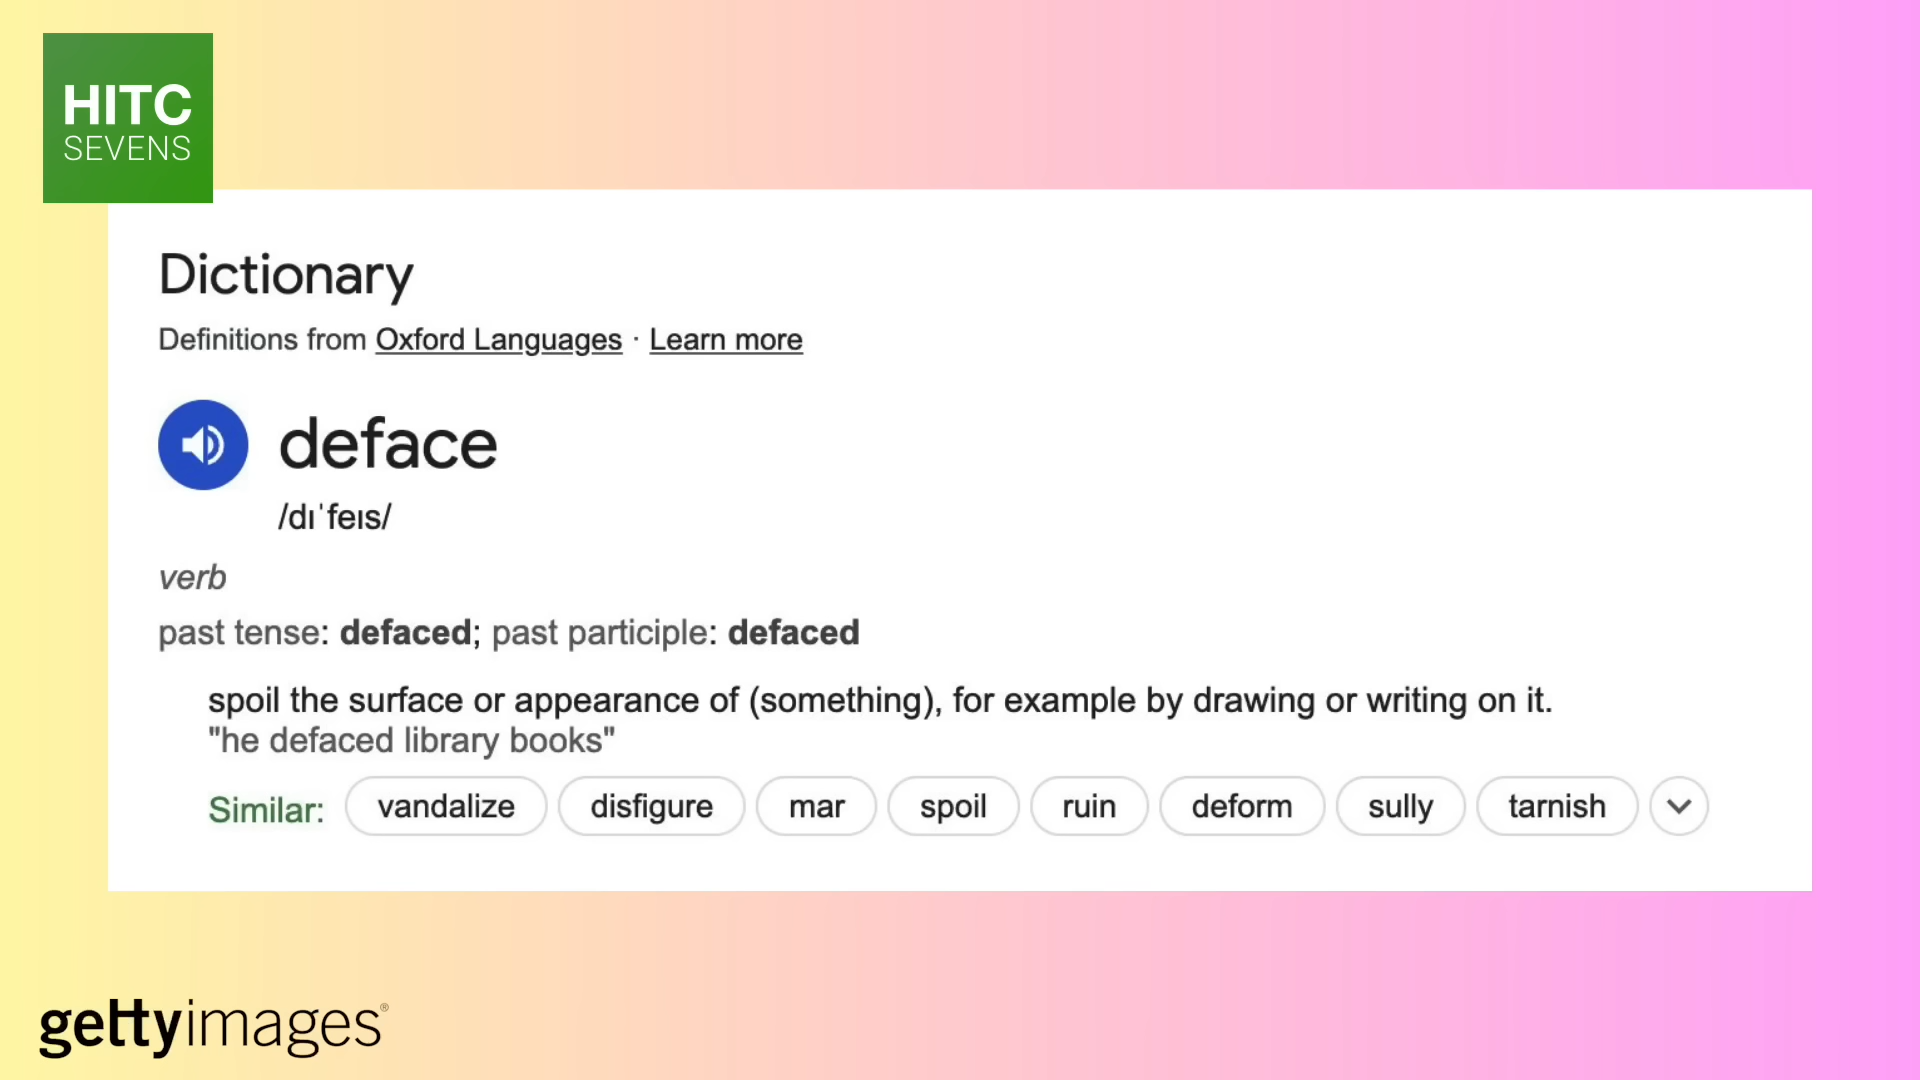 HITC
SEVENS
Dictionary
Definitions from Oxford Languages · Learn more
deface
/dɪˈfeɪs/
verb
past tense: defaced; past participle: defaced
spoil the surface or appearance of (something), for example by drawing or writing on it.
"he defaced library books"
Similar: vandalize disfigure mar spoil ruin deform sully tarnish
gettyimages®